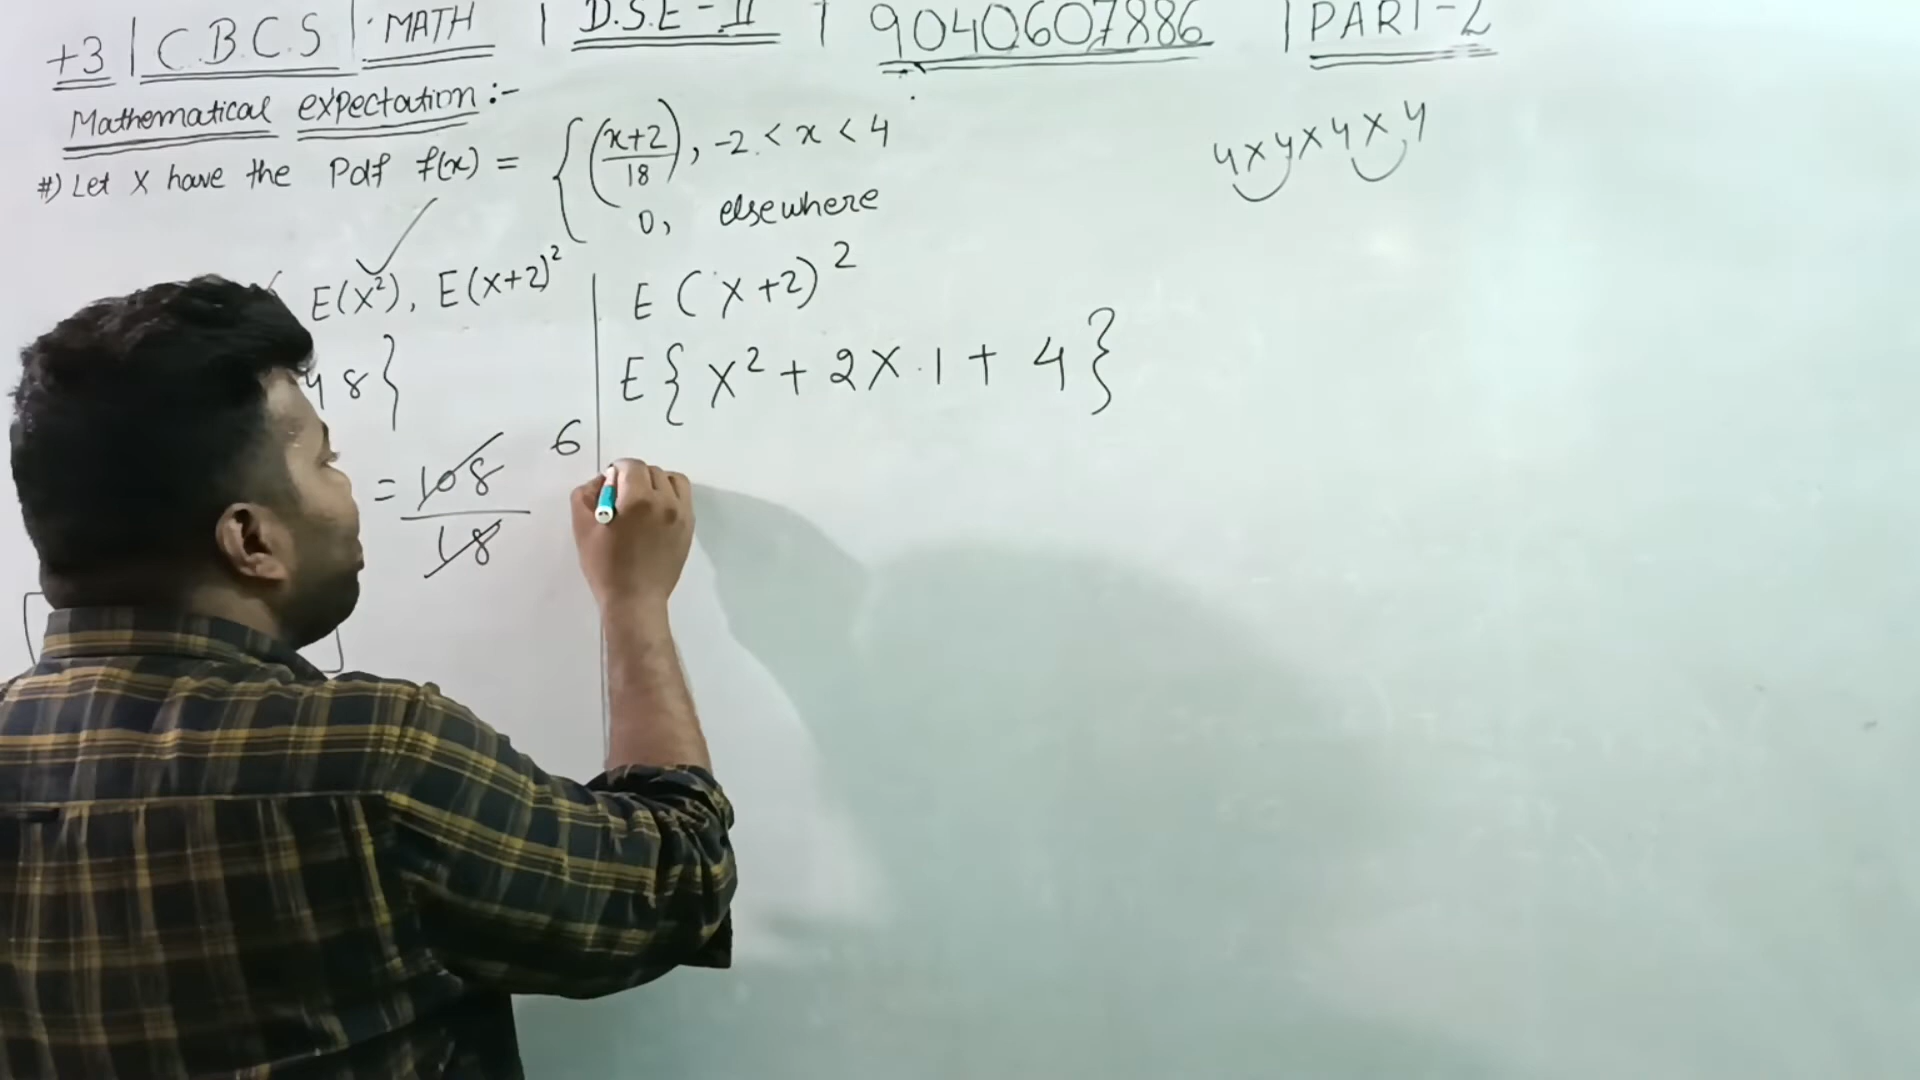 +3 | C.B.C.S | MATH | D.S.E - II | 9040607886 | PART-2
Mathematical expectation :-
#) Let X have the Pdf f(x) = { (x+2)/18), -2 < x < 4
0, elsewhere
4×4×4×4
E(X²), E(X+2)²
E(X+2)²
48}
E{X² + 2X.1 + 4}
= 108/18 6